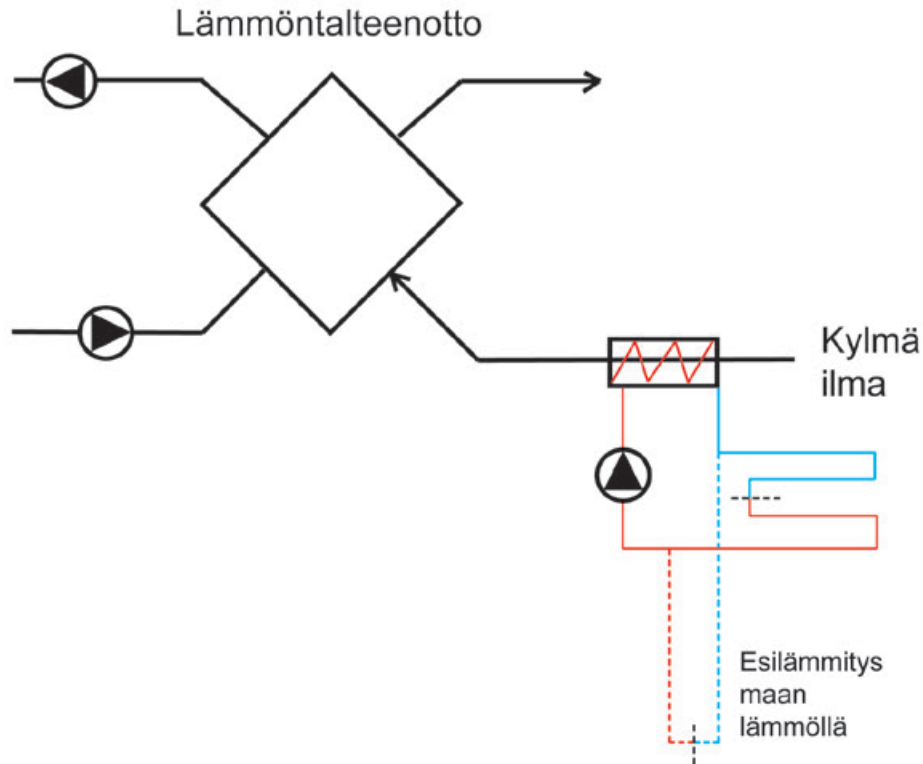 Lämmöntalteenotto
Kylmä
ilma
Esilämmitys
maan
lämmöllä